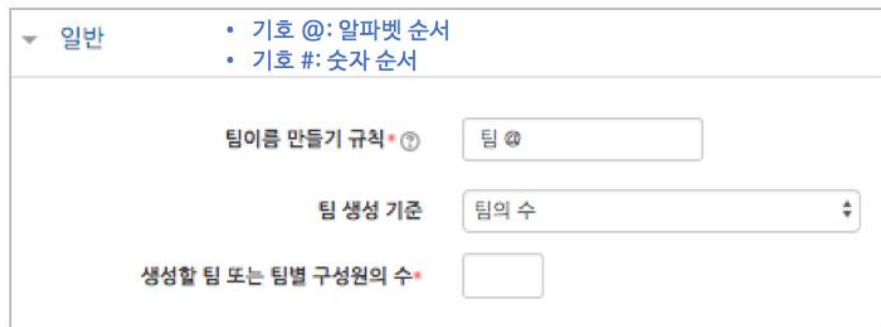 일반
• 기호 @: 알파벳 순서
• 기호 #: 숫자 순서
팀이름 만들기 규칙* ?
팀 @
팀 생성 기준
팀의 수
생성할 팀 또는 팀별 구성원의 수*